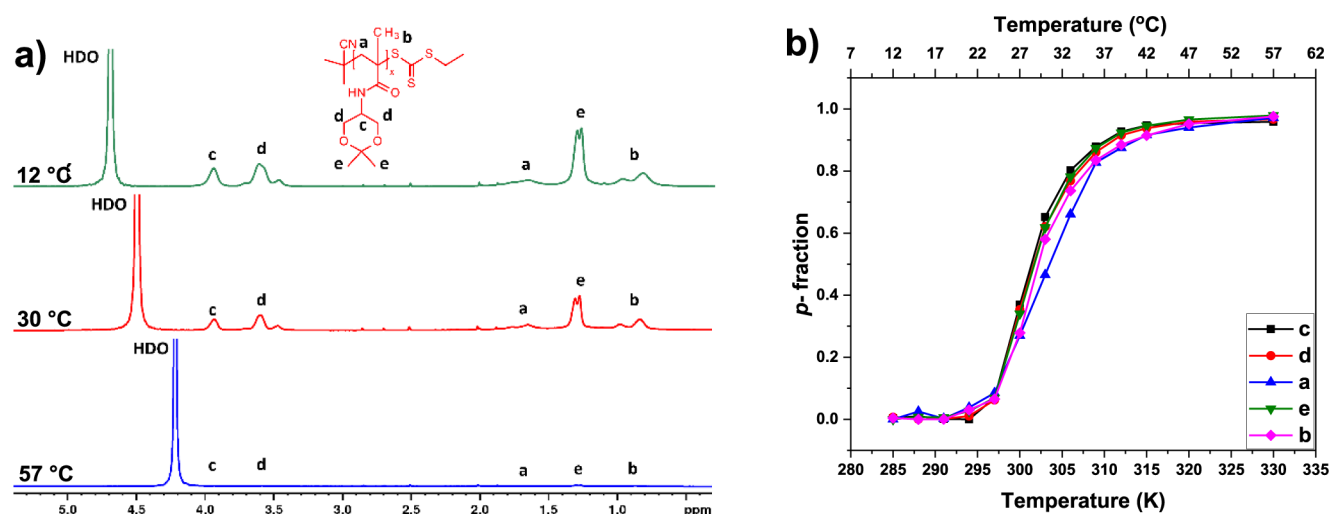 a)
HDO
CN
a
CH3
b
S
S
S
x
HN
O
d
d
c
O
O
e
e
c
d
a
e
b
12 °C
HDO
c
d
a
e
b
30 °C
HDO
c
d
a
e
b
57 °C
5.0 4.5 4.0 3.5 3.0 2.5 2.0 1.5 1.0 ppm
b)
Temperature (ºC)
7 12 17 22 27 32 37 42 47 52 57 62
p- fraction
1.0
0.8
0.6
0.4
0.2
0.0
c
d
a
e
b
280 285 290 295 300 305 310 315 320 325 330 335
Temperature (K)